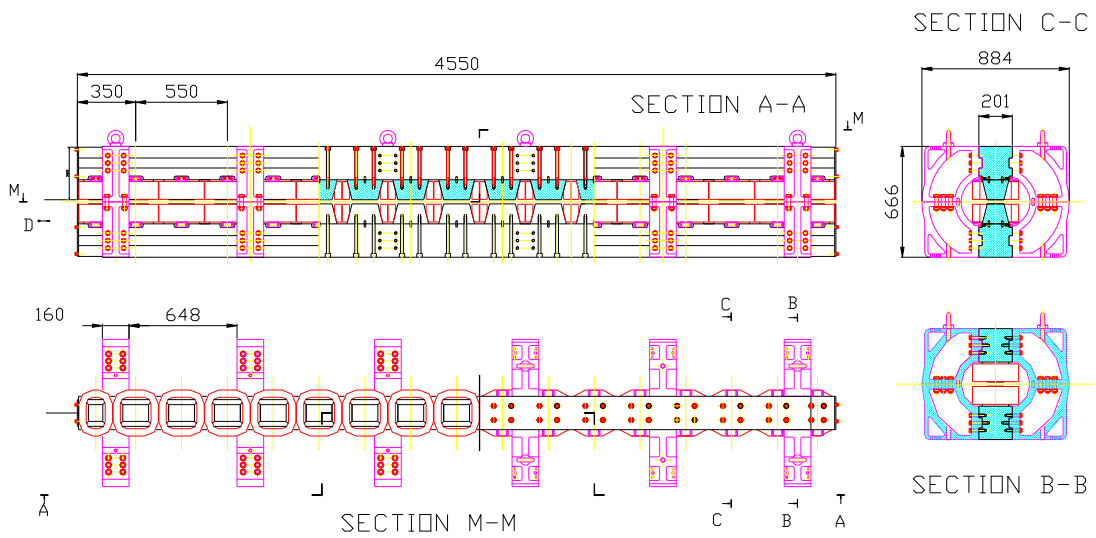 SECTION C-C
4550
884
350
550
SECTION A-A
201
M
M
D
666
160
648
C
B
SECTION B-B
A
SECTION M-M
C
B
A